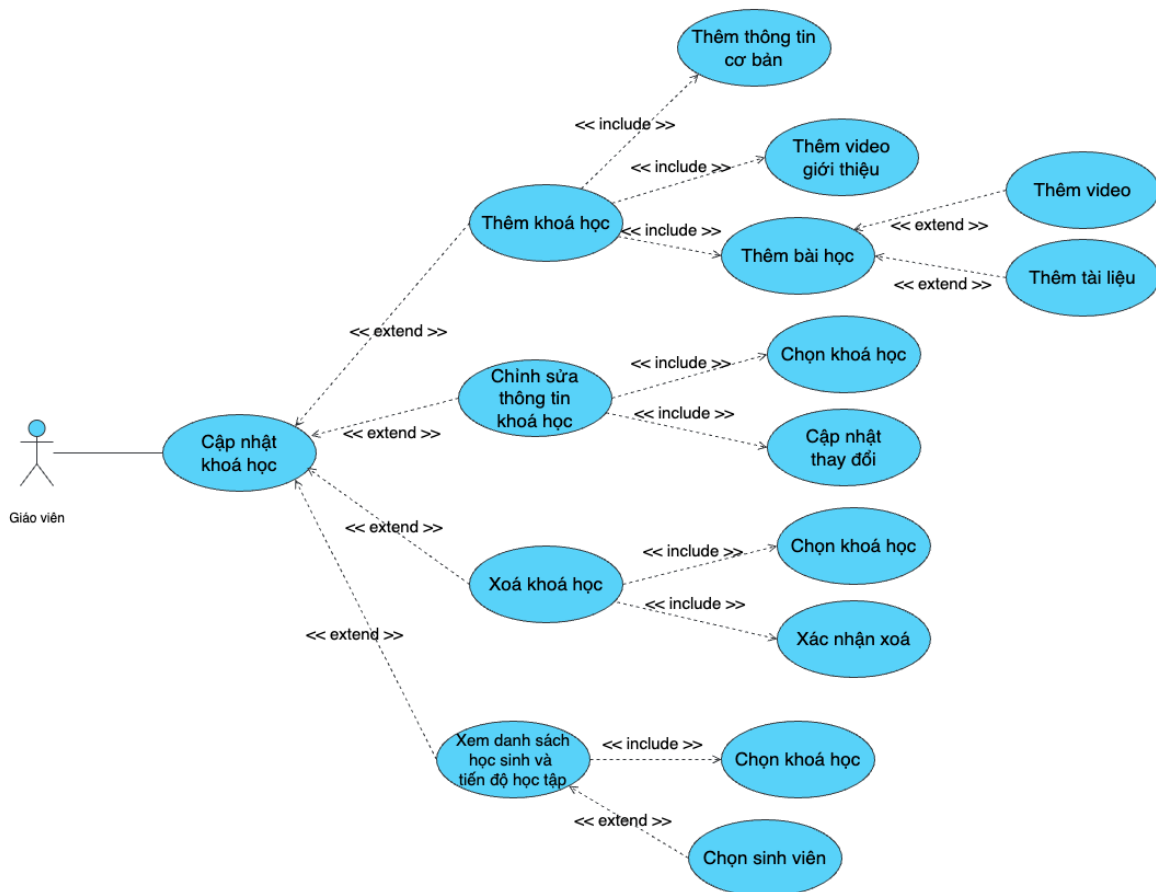 Thêm thông tin
cơ bản
<< include >>
Thêm video
giới thiệu
<< include >>
Thêm video
Thêm khoá học
<< include >>
<< extend >>
Thêm bài học
Thêm tài liệu
<< extend >>
<< extend >>
Chọn khoá học
<< include >>
Chỉnh sửa
thông tin
khoá học
<< include >>
<< extend >>
Cập nhật
thay đổi
Cập nhật
khoá học
Giáo viên
<< extend >>
Chọn khoá học
<< include >>
Xoá khoá học
<< include >>
<< extend >>
Xác nhận xoá
Xem danh sách
học sinh và
tiến độ học tập
<< include >>
Chọn khoá học
<< extend >>
Chọn sinh viên